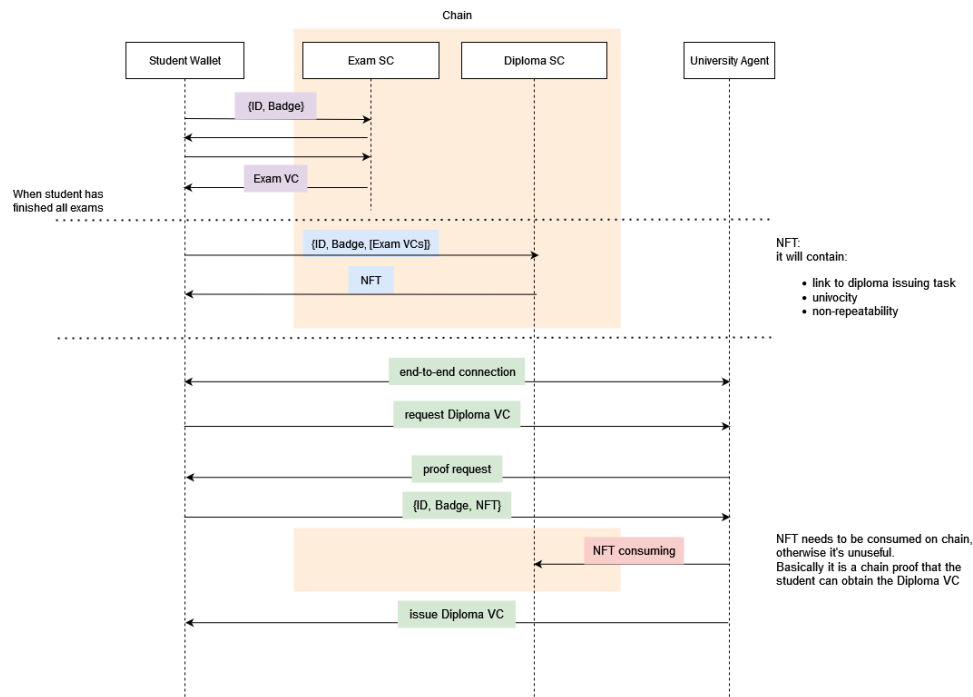 Chain
Student Wallet
Exam SC
Diploma SC
University Agent
{ID, Badge}
Exam VC
When student has
finished all exams
{ID, Badge, [Exam VCs]}
NFT
NFT:
it will contain:
• link to diploma issuing task
• univocity
• non-repeatability
end-to-end connection
request Diploma VC
proof request
{ID, Badge, NFT}
NFT consuming
NFT needs to be consumed on chain,
otherwise it's unuseful.
Basically it is a chain proof that the
student can obtain the Diploma VC
issue Diploma VC